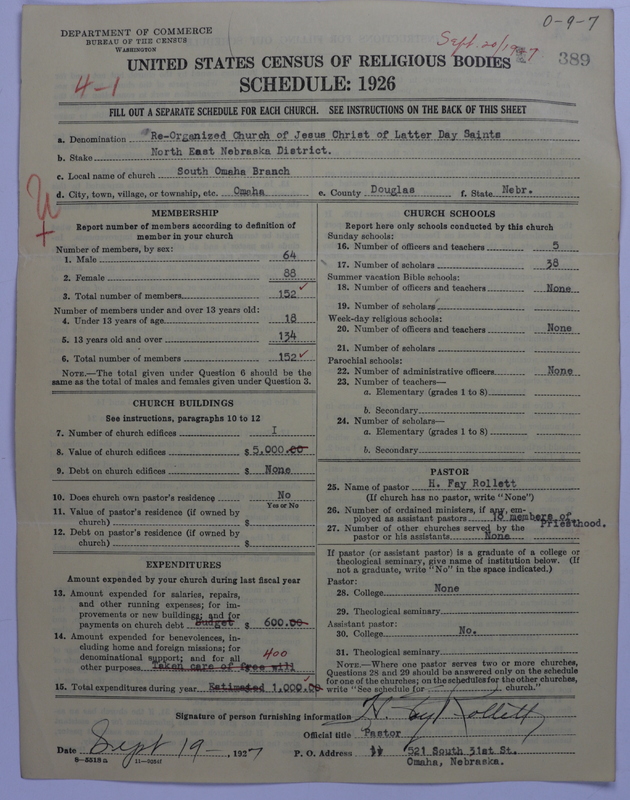 DEPARTMENT OF COMMERCE
BUREAU OF THE CENSUS
WASHINGTON
0-9-7
Sept. 20/1927
389
4-1
UNITED STATES CENSUS OF RELIGIOUS BODIES
SCHEDULE: 1926
FILL OUT A SEPARATE SCHEDULE FOR EACH CHURCH. SEE INSTRUCTIONS ON THE BACK OF THIS SHEET
a. Denomination Re-Organized Church of Jesus Christ of Latter Day Saints
b. Stake North East Nebraska District.
c. Local name of church South Omaha Branch
d. City, town, village, or township, etc. Omaha e. County Douglas f. State Nebr.
MEMBERSHIP
Report number of members according to definition of
member in your church
Number of members, by sex:
1. Male 64
2. Female 88
3. Total number of members 152
Number of members under and over 13 years old:
4. Under 13 years of age 18
5. 13 years old and over 134
6. Total number of members 152
NOTE.—The total given under Question 6 should be the
same as the total of males and females given under Question 3.
CHURCH BUILDINGS
See instructions, paragraphs 10 to 12
7. Number of church edifices I
8. Value of church edifices $5,000.00
9. Debt on church edifices $ None
10. Does church own pastor's residence No
Yes or No
11. Value of pastor's residence (if owned by
church) $
12. Debt on pastor's residence (if owned by
church) $
EXPENDITURES
Amount expended by your church during last fiscal year
13. Amount expended for salaries, repairs,
and other running expenses; for im-
provements or new buildings; and for
payments on church debt Budget $ 600.00
14. Amount expended for benevolences, in-
cluding home and foreign missions; for
denominational support; and for all 400
other purposes Taken care of free will
15. Total expenditures during year Estimated 1,000.00
CHURCH SCHOOLS
Report here only schools conducted by this church
Sunday schools:
16. Number of officers and teachers 5
17. Number of scholars 38
Summer vacation Bible schools:
18. Number of officers and teachers None
19. Number of scholars
Week-day religious schools:
20. Number of officers and teachers None
21. Number of scholars
Parochial schools:
22. Number of administrative officers None
23. Number of teachers—
a. Elementary (grades 1 to 8)
b. Secondary
24. Number of scholars—
a. Elementary (grades 1 to 8)
b. Secondary
PASTOR
25. Name of pastor H. Fay Rollett
(If church has no pastor, write "None")
26. Number of ordained ministers, if any, em-
ployed as assistant pastors members of
Priesthood.
27. Number of other churches served by the
pastor or his assistants None
If pastor (or assistant pastor) is a graduate of a college or
theological seminary, give name of institution below. (If
not a graduate, write "No" in the space indicated.)
Pastor:
28. College None
29. Theological seminary
Assistant pastor:
30. College No.
31. Theological seminary
NOTE.—Where one pastor serves two or more churches,
Questions 28 and 29 should be answered only on the schedule
for one of the churches; on the schedules for the other churches,
write "See schedule for church."
Signature of person furnishing information H. Fay Rollett
Official title Pastor
Date Sept 19- , 1927 P. O. Address 521 South 31st St.
Omaha, Nebraska.
8-5518a 11-10241